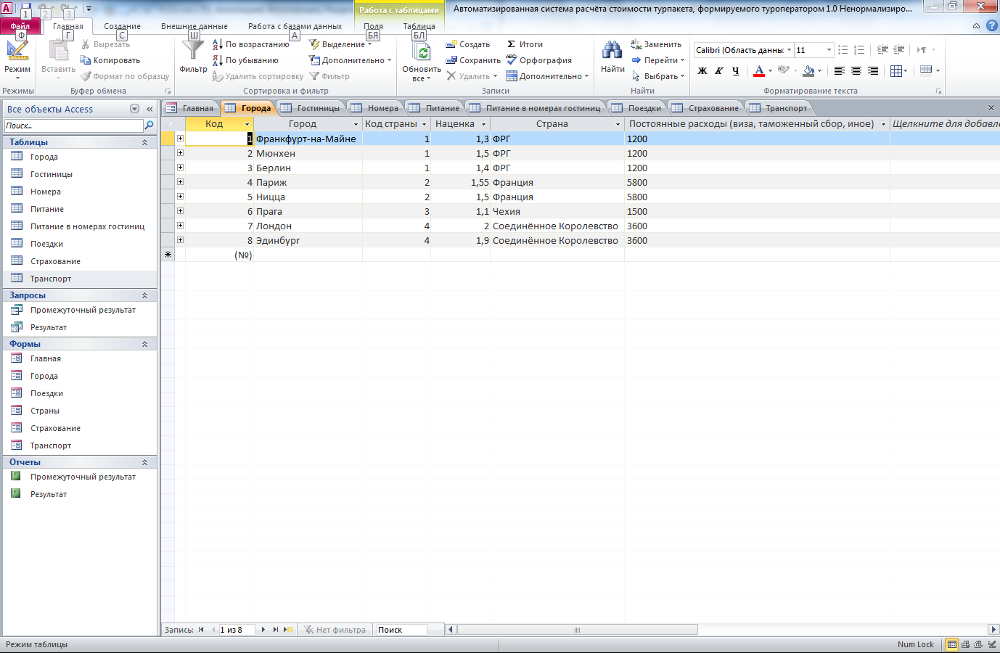 Работа с таблицами
Автоматизированная система расчёта стоимости турпакета, формируемого туроператором 1.0 Ненормализиро...
1 2 3
Файл Главная Создание Внешние данные Работа с базами данных Поля Таблица
Ф Г С Ш А БЯ БЛ
Режим
Режимы
Вставить
Вырезать
Копировать
Формат по образцу
Буфер обмена
Фильтр
По возрастанию
По убыванию
Удалить сортировку
Выделение
Дополнительно
Фильтр
Сортировка и фильтр
Обновить
все
Создать
Сохранить
Удалить
Итоги
Орфография
Дополнительно
Записи
Найти
Заменить
Перейти
Выбрать
Найти
Calibri (Область данны: 11
Ж К Ч
Форматирование текста
Все объекты Access
Поиск...
Таблицы
Города
Гостиницы
Номера
Питание
Питание в номерах гостиниц
Поездки
Страхование
Транспорт
Запросы
Промежуточный результат
Результат
Формы
Главная
Города
Поездки
Страны
Страхование
Транспорт
Отчеты
Промежуточный результат
Результат
Главная Города Гостиницы Номера Питание Питание в номерах гостиниц Поездки Страхование Транспорт
Код Город Код страны Наценка Страна Постоянные расходы (виза, таможенный сбор, иное) Щелкните для добавле
1 Франкфурт-на-Майне 1 1,3 ФРГ 1200
2 Мюнхен 1 1,5 ФРГ 1200
3 Берлин 1 1,4 ФРГ 1200
4 Париж 2 1,55 Франция 5800
5 Ницца 2 1,5 Франция 5800
6 Прага 3 1,1 Чехия 1500
7 Лондон 4 2 Соединённое Королевство 3600
8 Эдинбург 4 1,9 Соединённое Королевство 3600
(№)
Запись: 1 из 8 Нет фильтра Поиск
Режим таблицы Num Lock